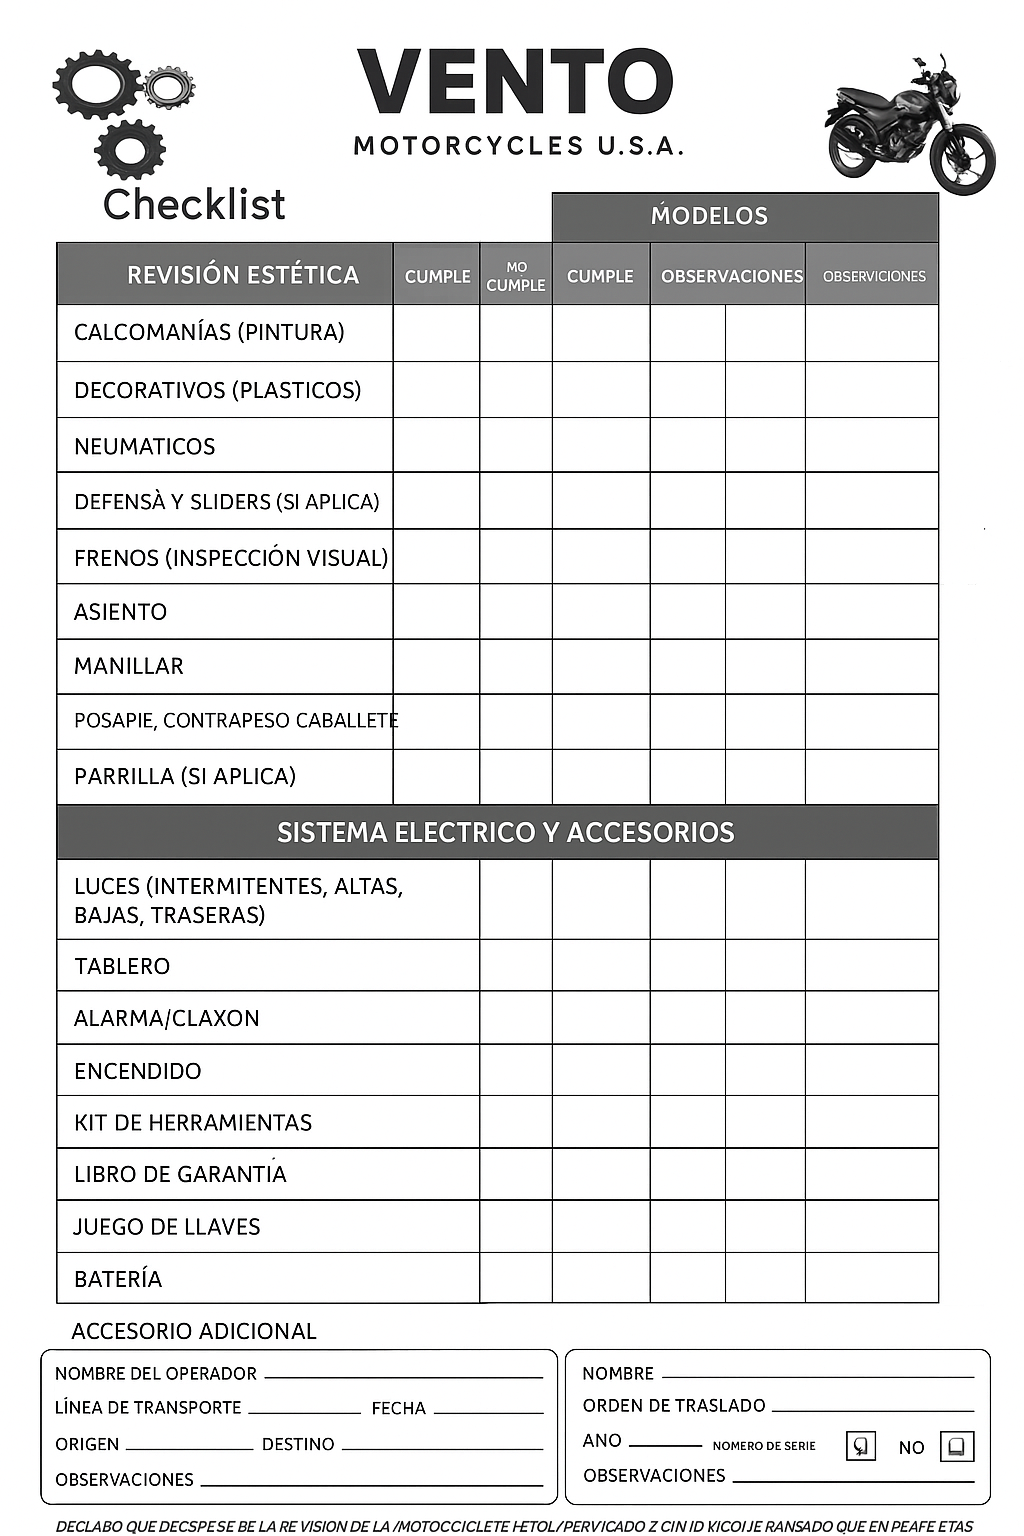 VENTO
MOTORCYCLES U.S.A.
Checklist
MODELOS
REVISIÓN ESTÉTICA CUMPLE MO CUMPLE CUMPLE OBSERVACIONES OBSERVICIONES
CALCOMANÍAS (PINTURA)
DECORATIVOS (PLASTICOS)
NEUMATICOS
DEFENSÀ Y SLIDERS (SI APLICA)
FRENOS (INSPECCIÓN VISUAL)
ASIENTO
MANILLAR
POSAPIE, CONTRAPESO CABALLETE
PARRILLA (SI APLICA)
SISTEMA ELECTRICO Y ACCESORIOS
LUCES (INTERMITENTES, ALTAS,
BAJAS, TRASERAS)
TABLERO
ALARMA/CLAXON
ENCENDIDO
KIT DE HERRAMIENTAS
LIBRO DE GARANTÍA
JUEGO DE LLAVES
BATERÍA
ACCESORIO ADICIONAL
NOMBRE DEL OPERADOR
LÍNEA DE TRANSPORTE FECHA
ORIGEN DESTINO
OBSERVACIONES
NOMBRE
ORDEN DE TRASLADO
ANO NOMERO DE SERIE NO
OBSERVACIONES
DECLABO QUE DECSPESE BE LA RE VISION DE LA /MOTOCCICLETE HETOL/PERVICADO Z CIN ID RANSADO QUE EN PEAFE ETAS